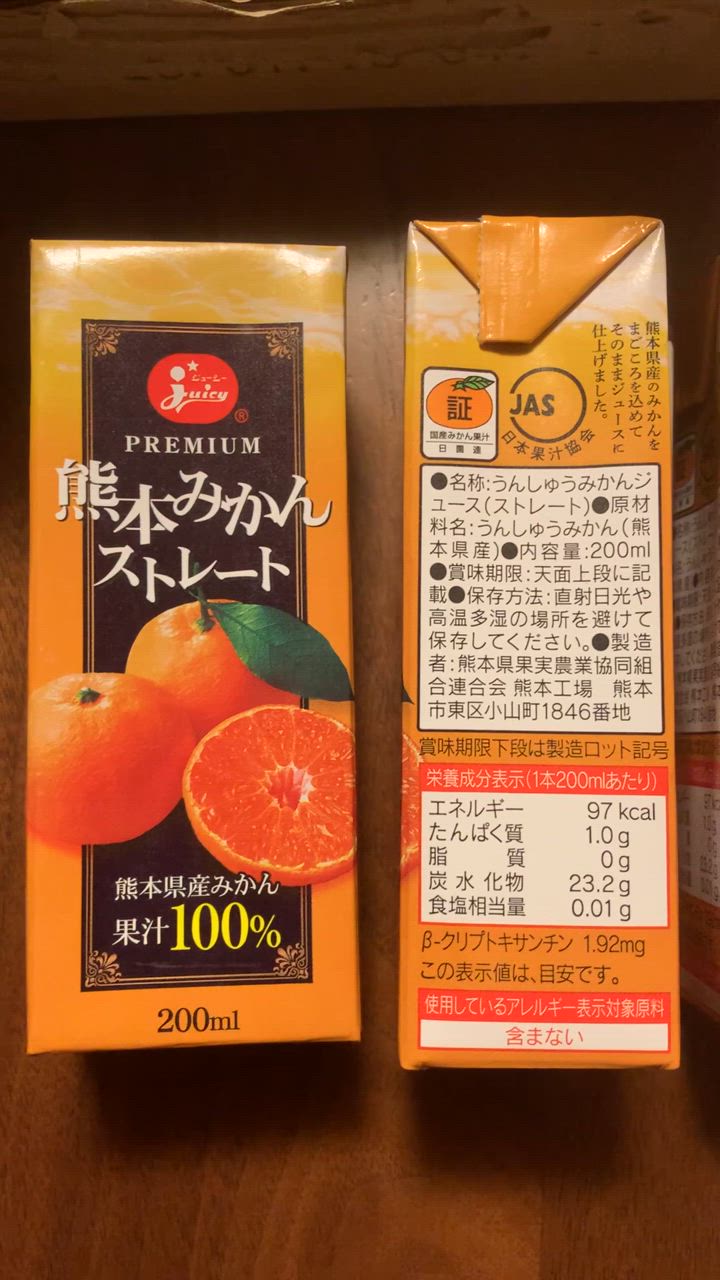 ジューシー
juicy®
PREMIUM
熊本みかん
ストレート
熊本県産みかん
果汁100%
200ml
熊本県産のみかんを
まごころを込めて
そのままジュースに
仕上げました。
証
国産みかん果汁
日園連
JAS
日本果汁協会
●名称:うんしゅうみかんジ
ュース(ストレート)●原材
料名:うんしゅうみかん(熊
本県産)●内容量:200ml
●賞味期限:天面上段に記
載●保存方法:直射日光や
高温多湿の場所を避けて
保存してください。●製造
者:熊本県果実農業協同組
合連合会 熊本工場 熊本
市東区小山町1846番地
賞味期限下段は製造ロット記号
栄養成分表示(1本200mlあたり)
エネルギー 97 kcal
たんぱく質 1.0 g
脂質 0 g
炭水化物 23.2 g
食塩相当量 0.01 g
β-クリプトキサンチン 1.92mg
この表示値は、目安です。
使用しているアレルギー表示対象原料
含まない